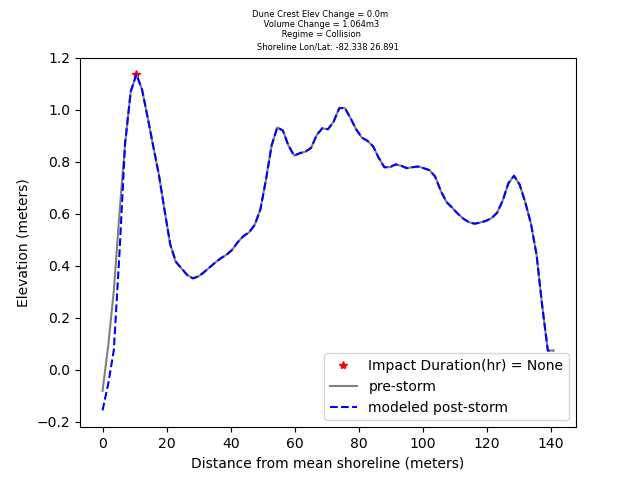 Dune Crest Elev Change = 0.0m
Volume Change = 1.064m3
Regime = Collision
Shoreline Lon/Lat: -82.338 26.891
1.2
1.0
0.8
0.6
0.4
0.2
0.0
−0.2
Elevation (meters)
Impact Duration(hr) = None
pre-storm
modeled post-storm
0 20 40 60 80 100 120 140
Distance from mean shoreline (meters)